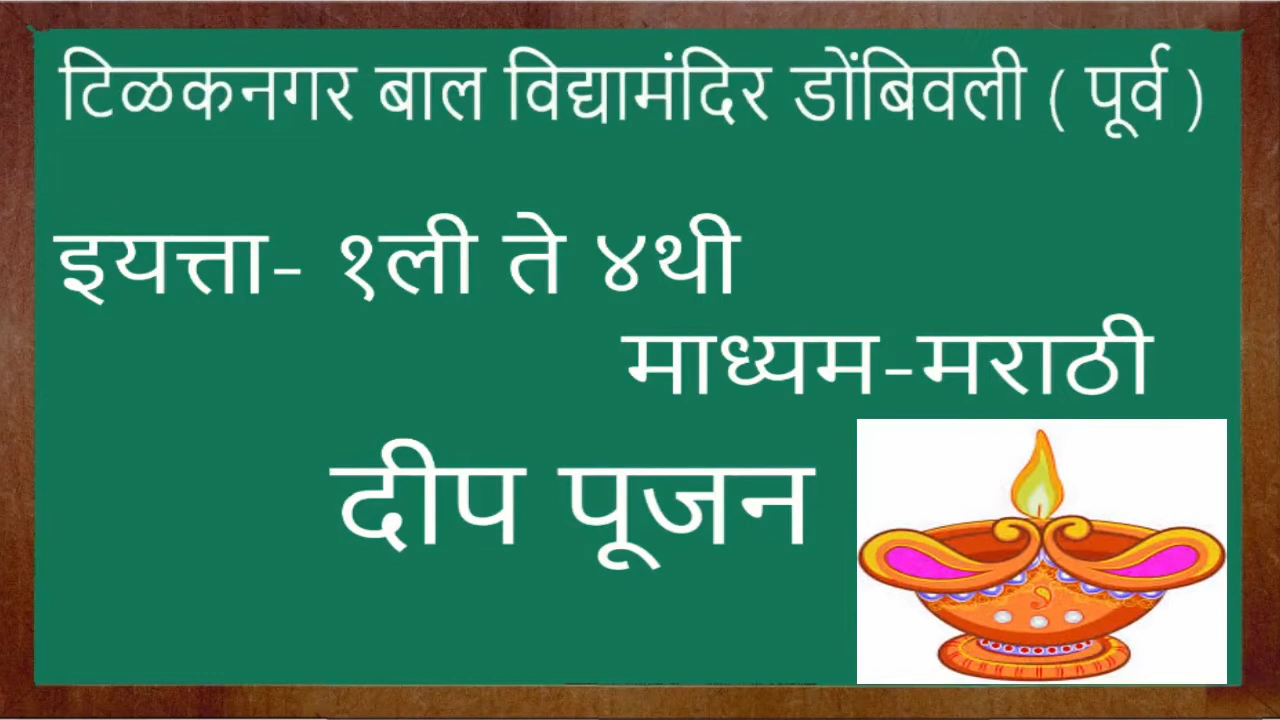 टिळकनगर बाल विद्यामंदिर डोंबिवली ( पूर्व )
इयत्ता- १ली ते ४थी
माध्यम-मराठी
दीप पूजन